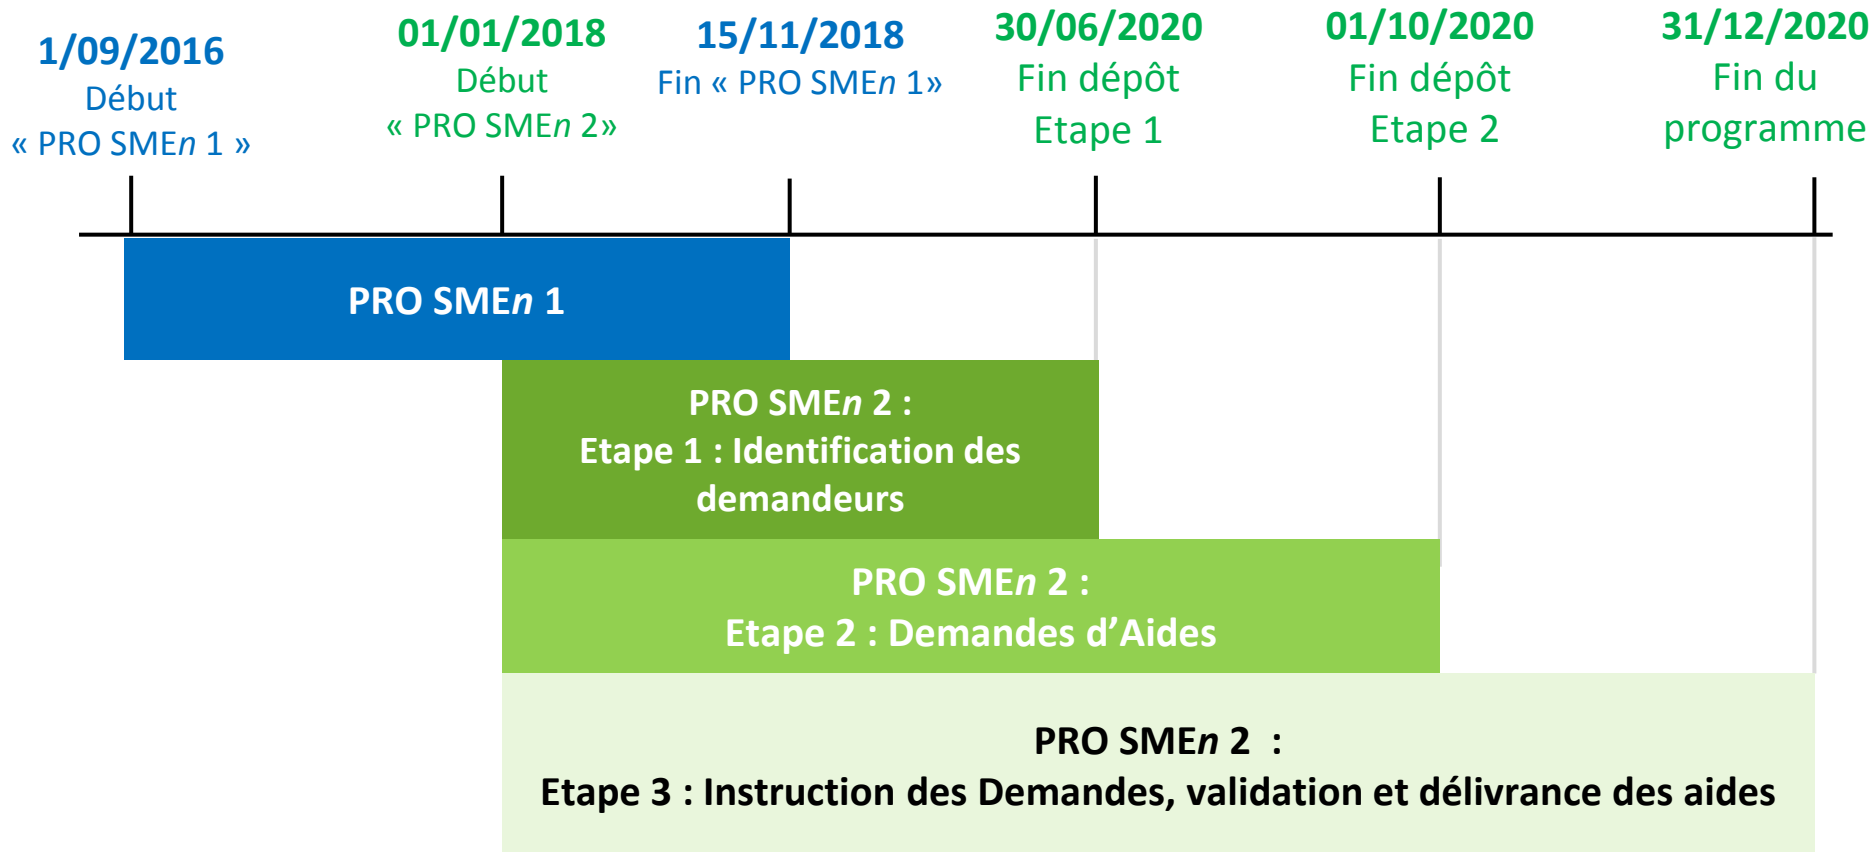 1/09/2016
Début
« PRO SMEn 1 »
01/01/2018
Début
« PRO SMEn 2»
15/11/2018
Fin « PRO SMEn 1»
30/06/2020
Fin dépôt
Etape 1
01/10/2020
Fin dépôt
Etape 2
31/12/2020
Fin du
programme
PRO SMEn 1
PRO SMEn 2 :
Etape 1 : Identification des
demandeurs
PRO SMEn 2 :
Etape 2 : Demandes d’Aides
PRO SMEn 2 :
Etape 3 : Instruction des Demandes, validation et délivrance des aides